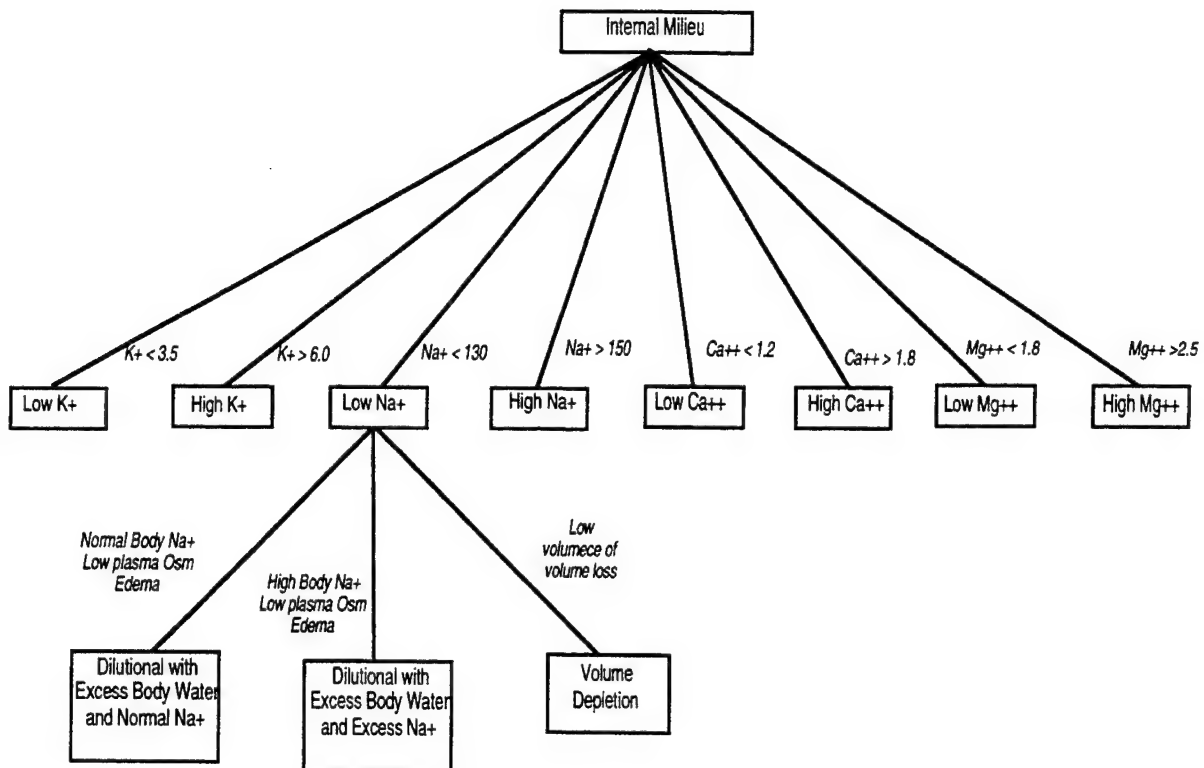 Internal Milieu
K+ < 3.5
K+ > 6.0
Na+ < 130
Na+ > 150
Ca++ < 1.2
Ca++ > 1.8
Mg++ < 1.8
Mg++ >2.5
Low K+
High K+
Low Na+
High Na+
Low Ca++
High Ca++
Low Mg++
High Mg++
Normal Body Na+
Low plasma Osm
Edema
High Body Na+
Low plasma Osm
Edema
Low
volumece of
volume loss
Dilutional with
Excess Body Water
and Normal Na+
Dilutional with
Excess Body Water
and Excess Na+
Volume
Depletion